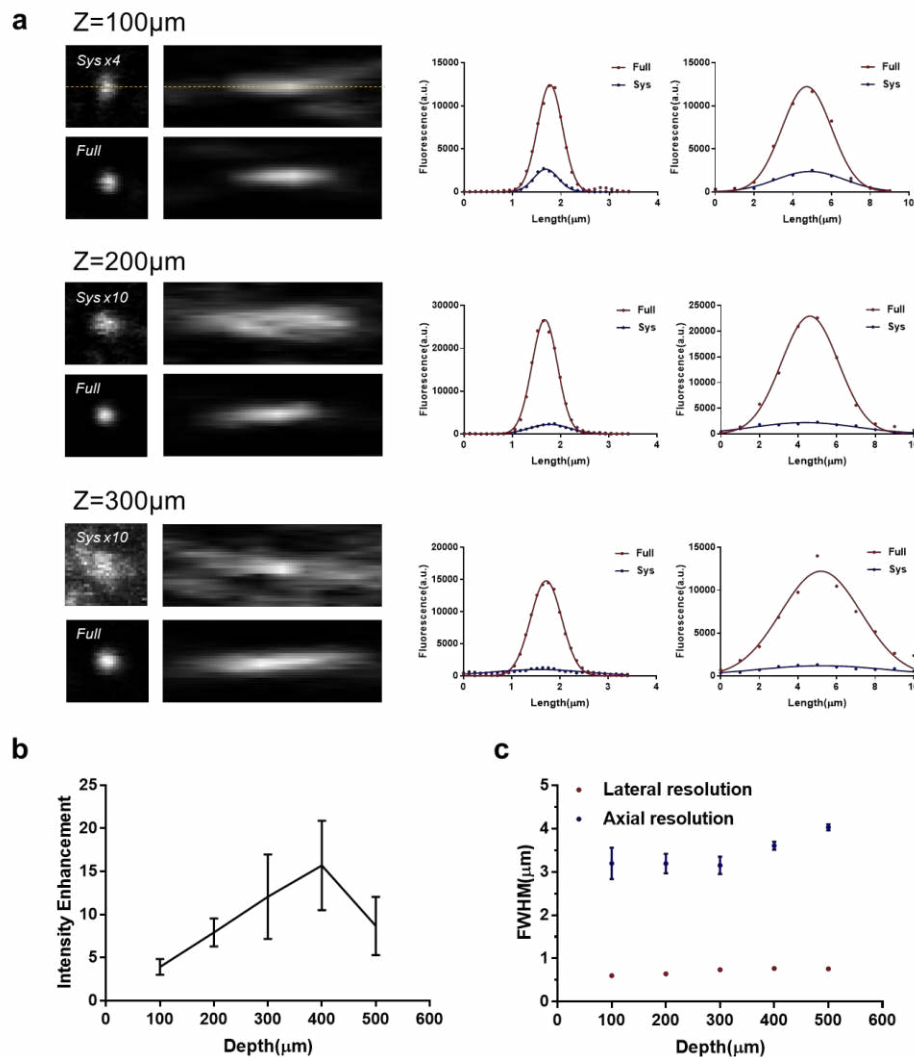 a
Z=100µm
Sys x4
Full
Fluorescence(a.u.)
15000
10000
5000
0
0 1 2 3 4
Length(µm)
Full
Sys
Fluorescence(a.u.)
15000
10000
5000
0
0 2 4 6 8 10
Length(µm)
Full
Sys
Z=200µm
Sys x10
Full
Fluorescence(a.u.)
30000
20000
10000
0
0 1 2 3 4
Length(µm)
Full
Sys
Fluorescence(a.u.)
25000
20000
15000
10000
5000
0
0 2 4 6 8 10
Length(µm)
Full
Sys
Z=300µm
Sys x10
Full
Fluorescence(a.u.)
20000
15000
10000
5000
0
0 1 2 3 4
Length(µm)
Full
Sys
Fluorescence(a.u.)
15000
10000
5000
0
0 2 4 6 8 10
Length(µm)
Full
Sys
b
Intensity Enhancement
25
20
15
10
5
0
0 100 200 300 400 500 600
Depth(µm)
c
FWHM(µm)
5
4
3
2
1
0
0 100 200 300 400 500 600
Depth(µm)
Lateral resolution
Axial resolution